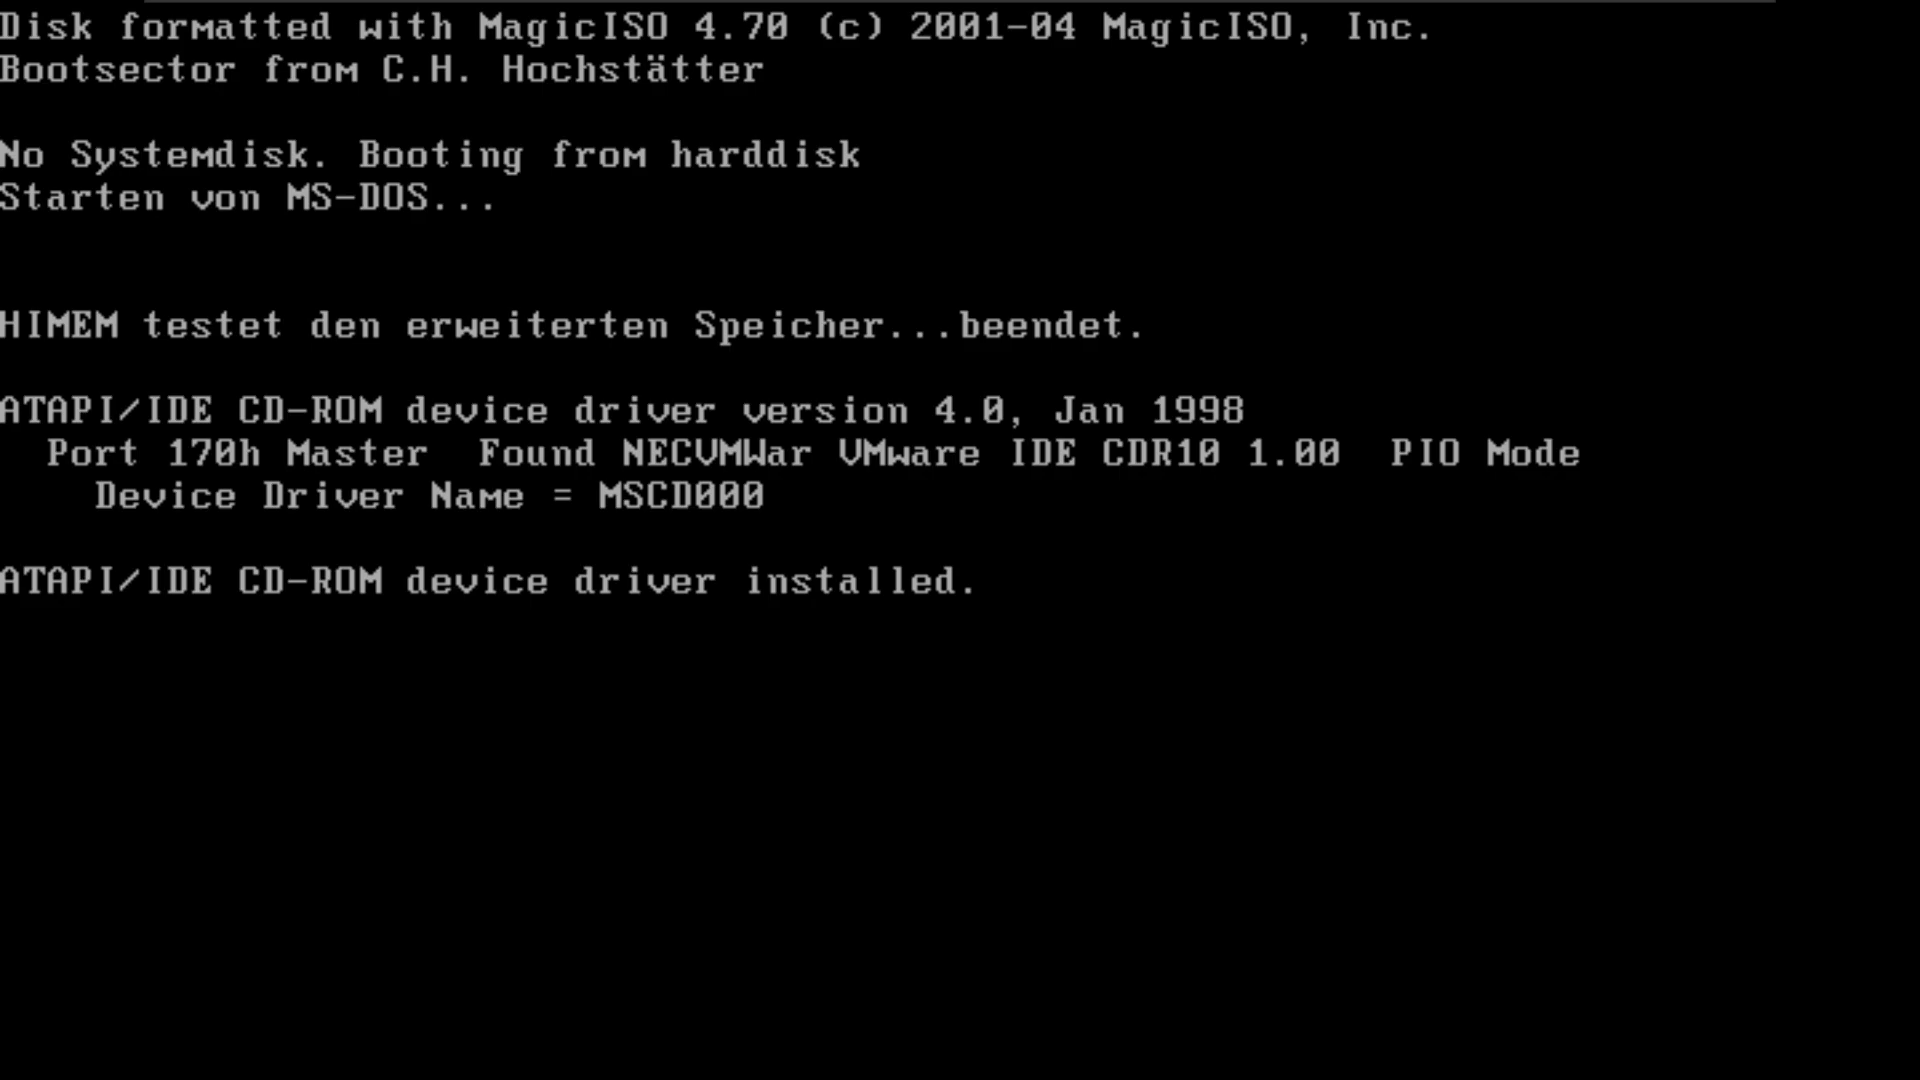 Disk formatted with MagicISO 4.70 (c) 2001-04 MagicISO, Inc.
Bootsector from C.H. Hochstätter
No Systemdisk. Booting from harddisk
Starten von MS-DOS...
HIMEM testet den erweiterten Speicher...beendet.
ATAPI/IDE CD-ROM device driver version 4.0, Jan 1998
Port 170h Master  Found NECVMWar VMware IDE CDR10 1.00  PIO Mode
Device Driver Name = MSCD000
ATAPI/IDE CD-ROM device driver installed.